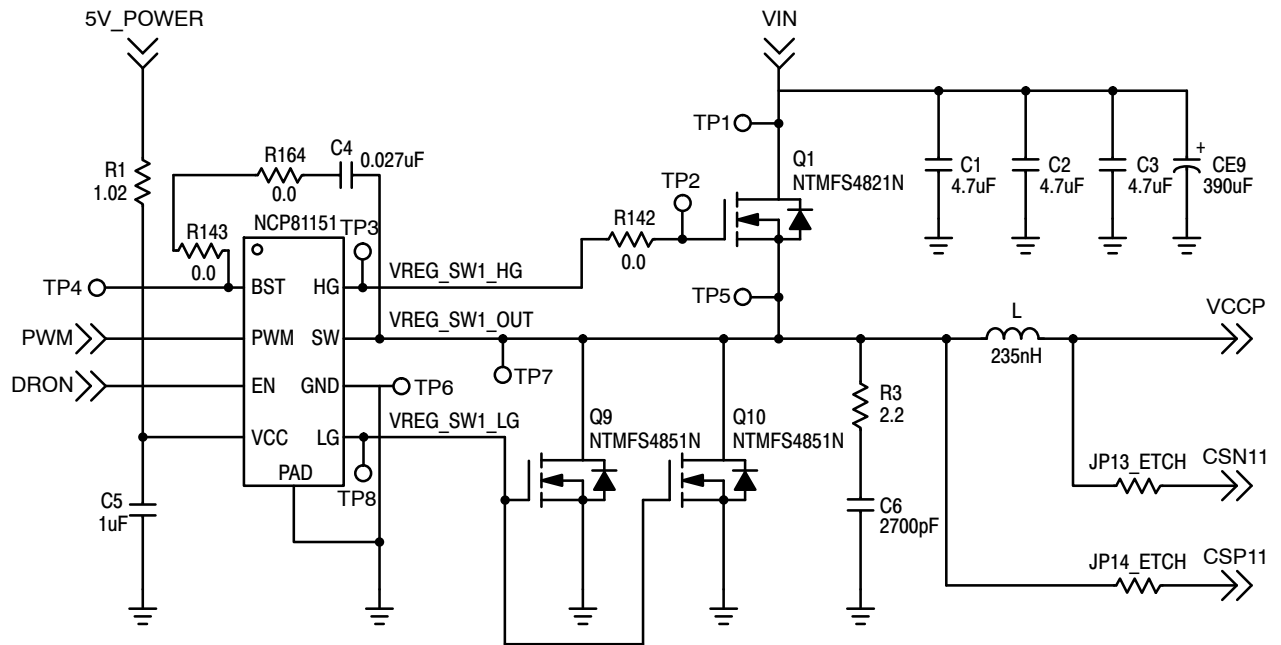 5V_POWER
VIN
TP1
R164
C4
0.027uF
0.0
R1
1.02
Q1
NTMFS4821N
C1
4.7uF
C2
4.7uF
C3
4.7uF
+
CE9
390uF
TP2
R143
0.0
NCP81151
TP3
R142
0.0
TP4
BST
HG
VREG_SW1_HG
TP5
PWM
PWM
SW
VREG_SW1_OUT
L
235nH
VCCP
DRON
EN
GND
TP6
TP7
R3
2.2
VCC
LG
VREG_SW1_LG
Q9
NTMFS4851N
Q10
NTMFS4851N
PAD
TP8
C5
1uF
C6
2700pF
JP13_ETCH
CSN11
JP14_ETCH
CSP11